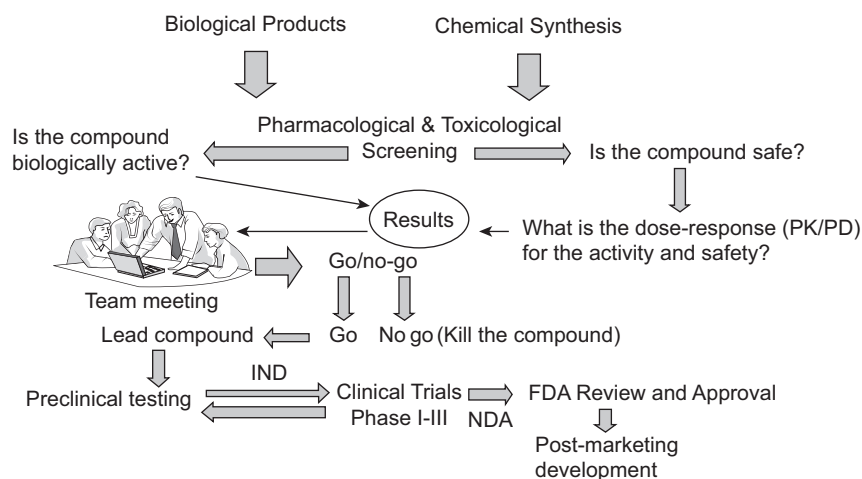 Biological Products
Chemical Synthesis
Pharmacological & Toxicological
Screening
Is the compound
biologically active?
Is the compound safe?
Results
What is the dose-response (PK/PD)
for the activity and safety?
Team meeting
Go/no-go
Lead compound
Go
No go (Kill the compound)
Preclinical testing
IND
Clinical Trials
Phase I-III
NDA
FDA Review and Approval
Post-marketing
development